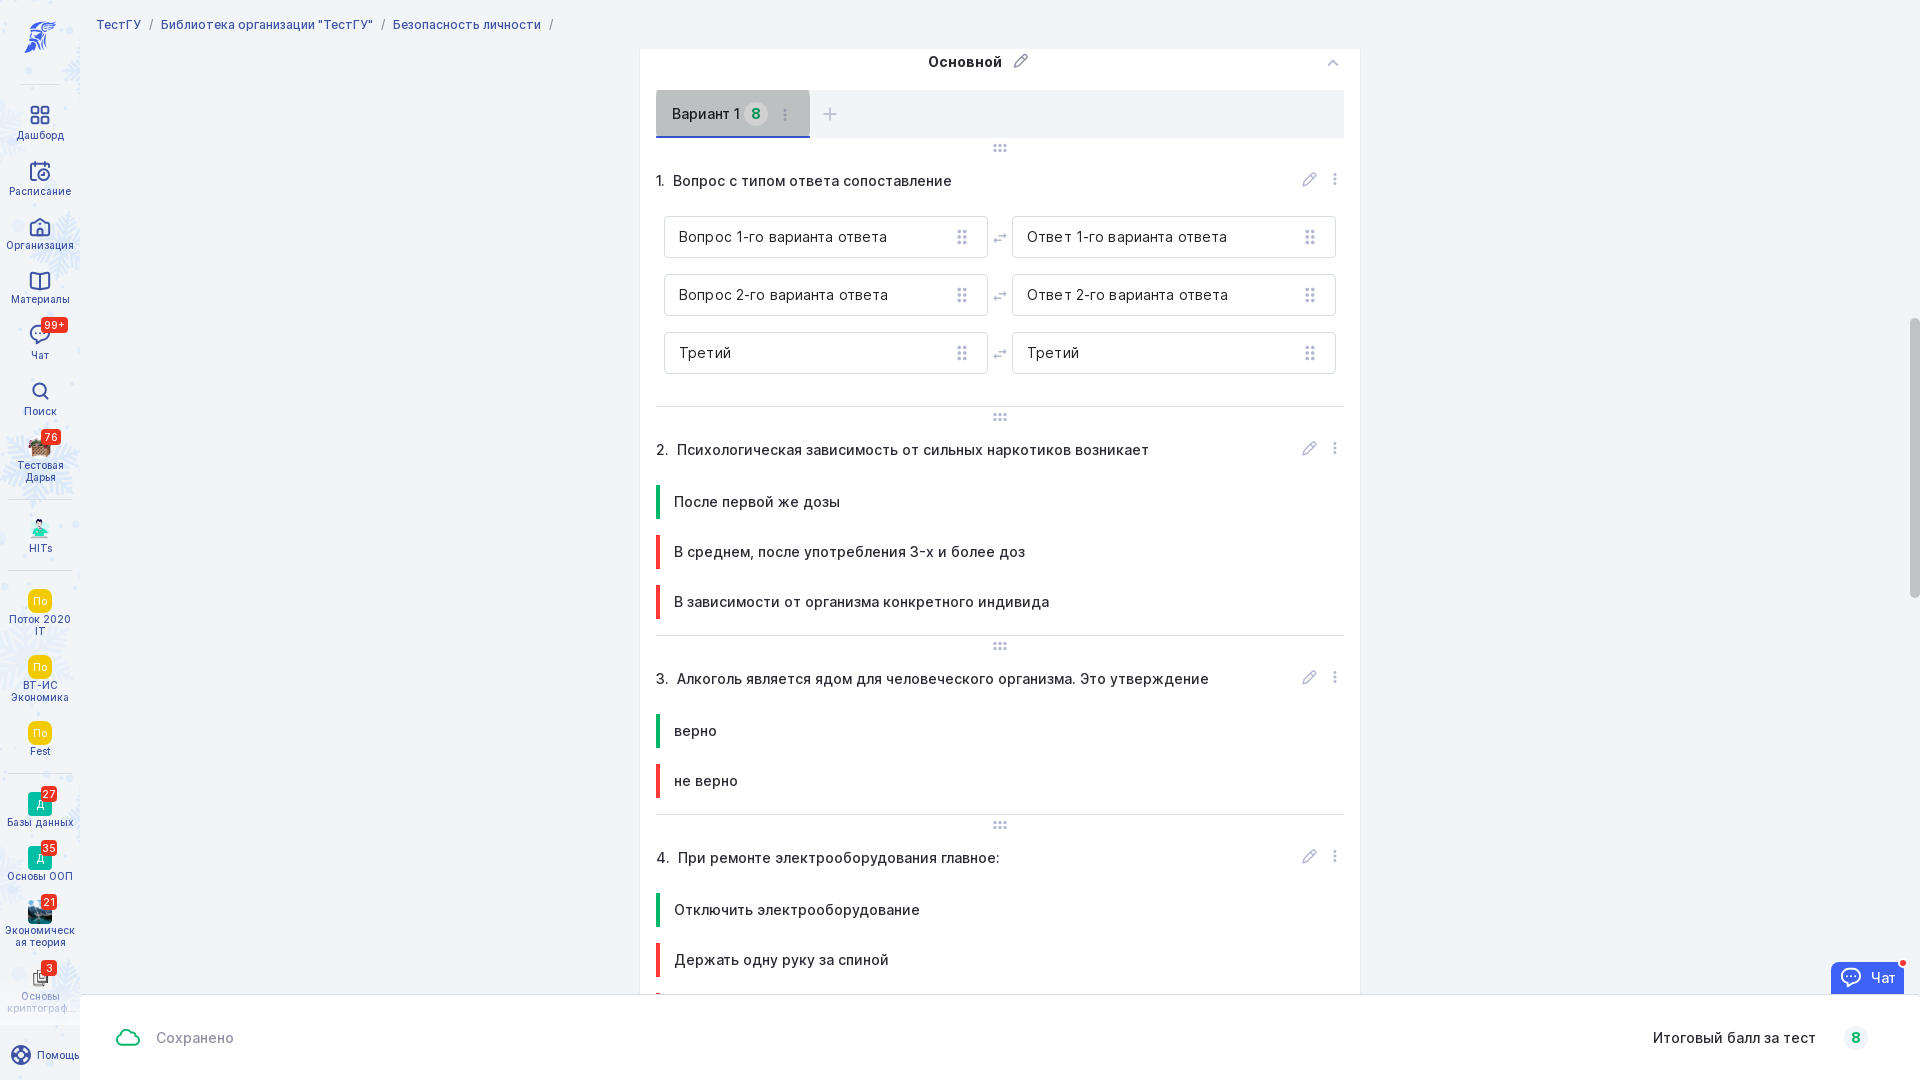 ТестГУ / Библиотека организации "ТестГУ" / Безопасность личности /
Дашборд
Расписание
Организация
Материалы
99+
Чат
Поиск
76
Тестовая
Дарья
HITs
По
Поток 2020
IT
По
ВТ-ИС
Экономика
По
Fest
27
Д
Базы данных
35
Д
Основы ООП
21
Экономическ
ая теория
3
Основы
криптограф...
Помощь
Основной
Вариант 1 8
1. Вопрос с типом ответа сопоставление
Вопрос 1-го варианта ответа
Ответ 1-го варианта ответа
Вопрос 2-го варианта ответа
Ответ 2-го варианта ответа
Третий
Третий
2. Психологическая зависимость от сильных наркотиков возникает
После первой же дозы
В среднем, после употребления 3-х и более доз
В зависимости от организма конкретного индивида
3. Алкоголь является ядом для человеческого организма. Это утверждение
верно
не верно
4. При ремонте электрооборудования главное:
Отключить электрооборудование
Держать одну руку за спиной
Чат
Сохранено
Итоговый балл за тест 8